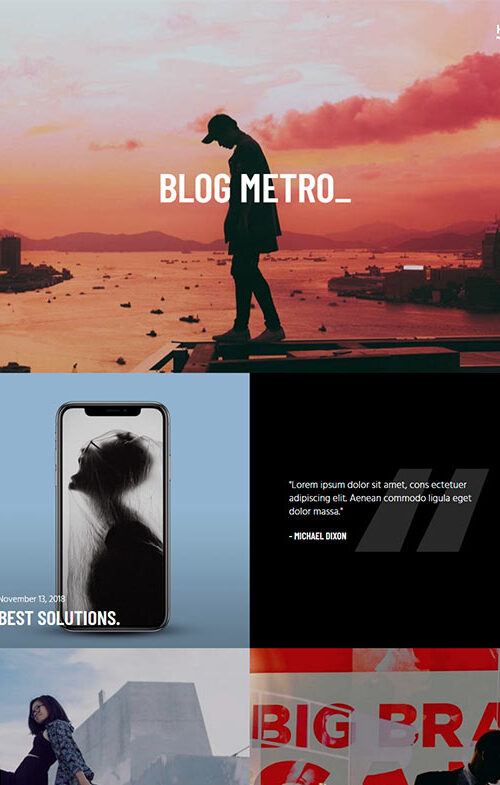 BLOG METRO_
"Lorem ipsum dolor sit amet, cons ectetuer
adipiscing elit. Aenean commodo ligula eget
dolor massa."
- MICHAEL DIXON
November 13, 2018
BEST SOLUTIONS.
BIG BRA